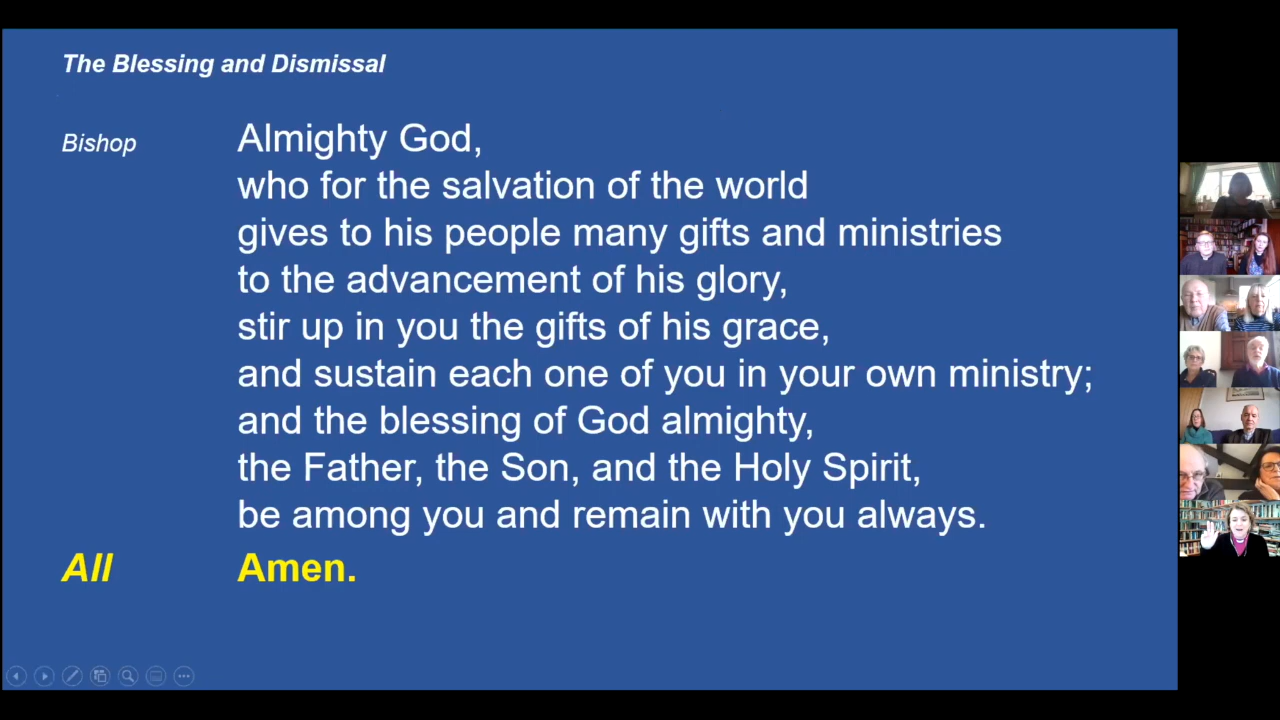 The Blessing and Dismissal
Bishop Almighty God,
who for the salvation of the world
gives to his people many gifts and ministries
to the advancement of his glory,
stir up in you the gifts of his grace,
and sustain each one of you in your own ministry;
and the blessing of God almighty,
the Father, the Son, and the Holy Spirit,
be among you and remain with you always.
All Amen.